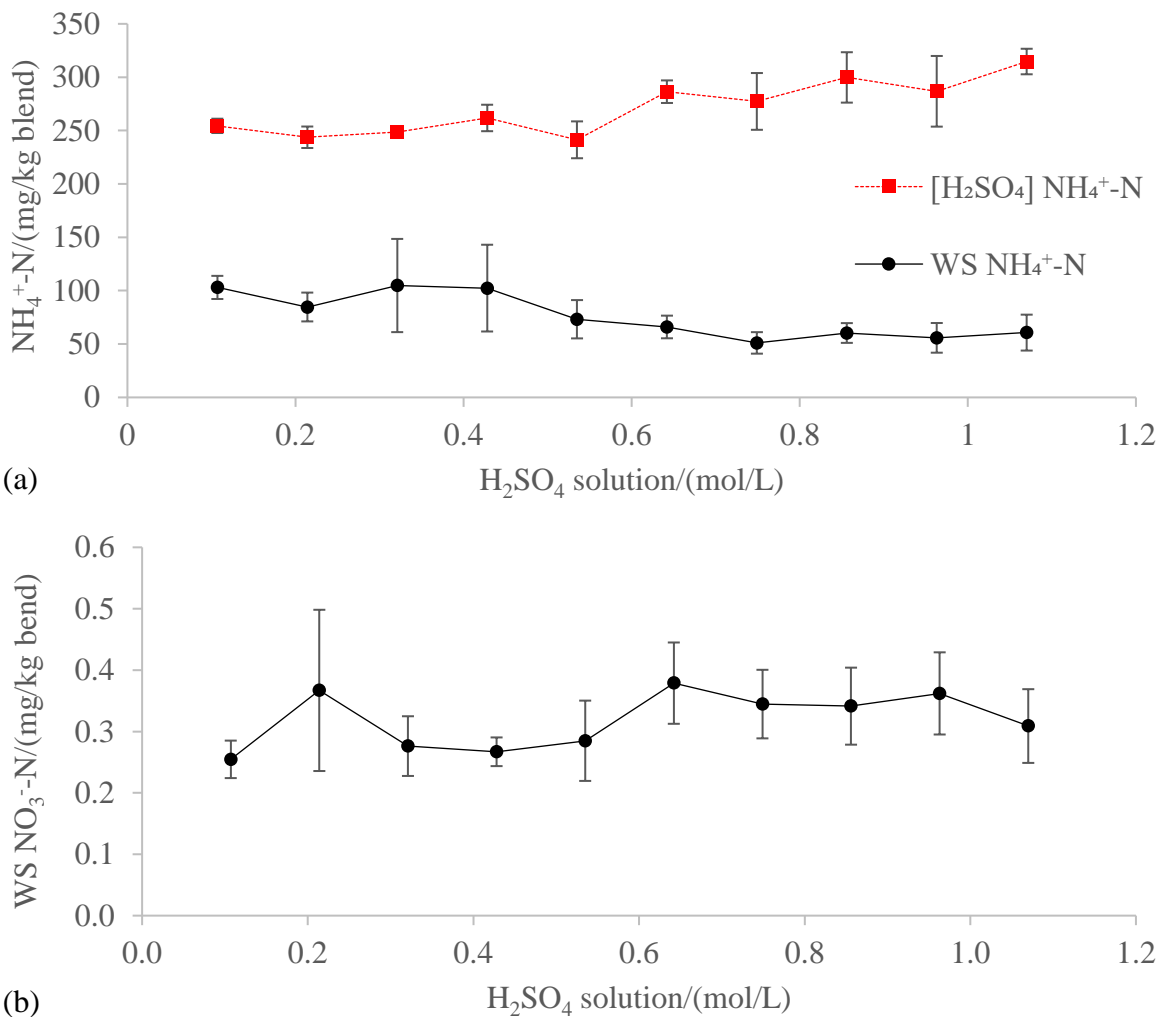 350
300
250
200
150
100
50
0
NH₄⁺-N/(mg/kg blend)
[H₂SO₄] NH₄⁺-N
WS NH₄⁺-N
0 0.2 0.4 0.6 0.8 1 1.2
H₂SO₄ solution/(mol/L)
(a)
0.6
0.5
0.4
0.3
0.2
0.1
0.0
WS NO₃⁻-N/(mg/kg bend)
0.0 0.2 0.4 0.6 0.8 1.0 1.2
H₂SO₄ solution/(mol/L)
(b)